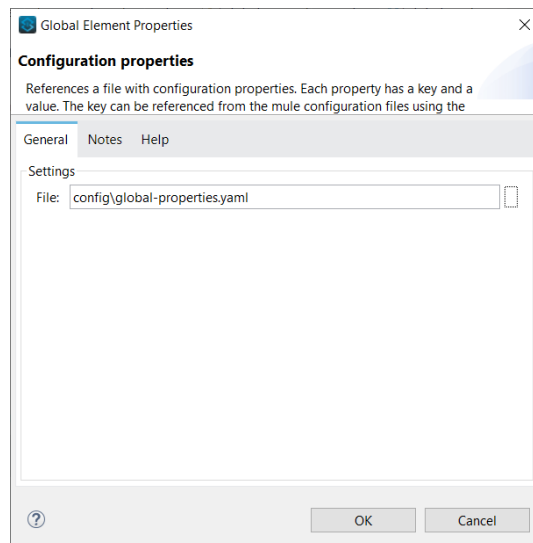 Global Element Properties
Configuration properties
References a file with configuration properties. Each property has a key and a
value. The key can be referenced from the mule configuration files using the
General Notes Help
Settings
File: config\global-properties.yaml
?
OK Cancel